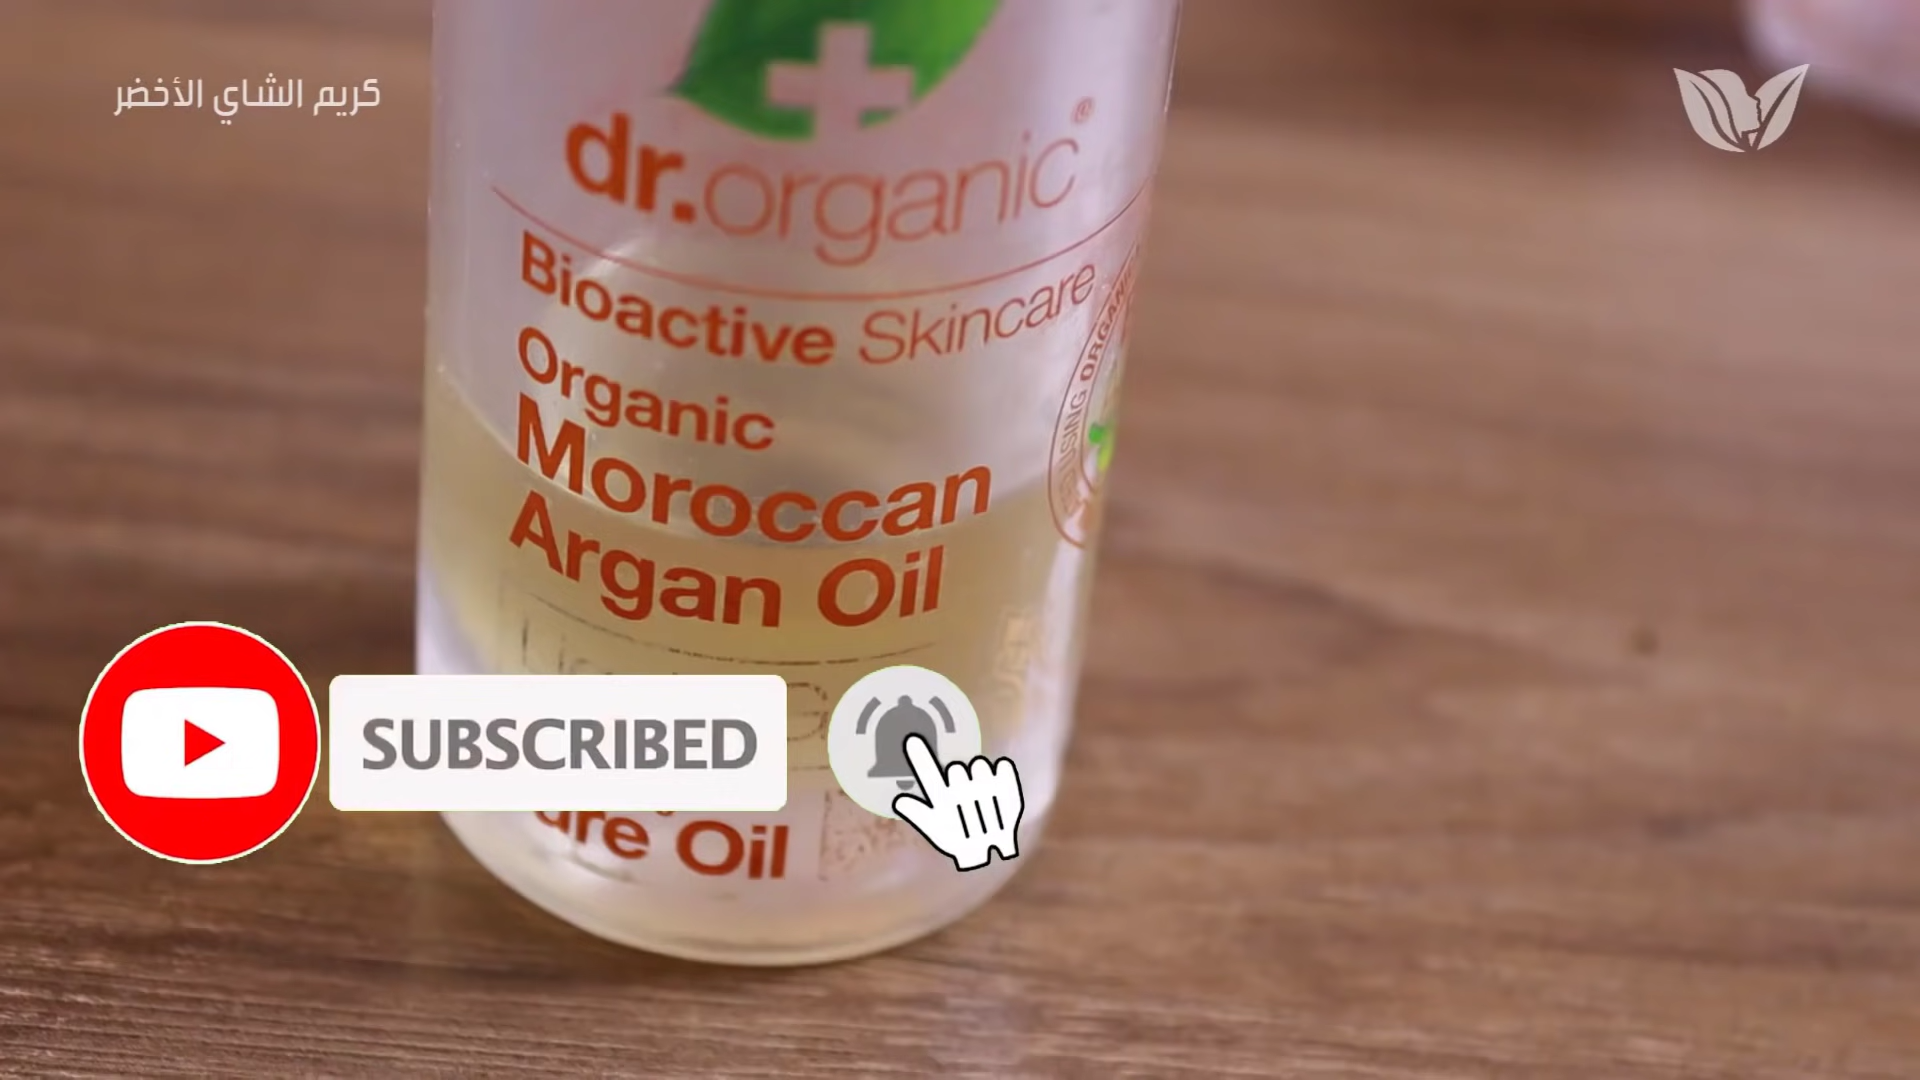 كريم الشاي الأخضر
dr.organic®
Bioactive Skincare
Organic
Moroccan
Argan Oil
SUBSCRIBED
Oil